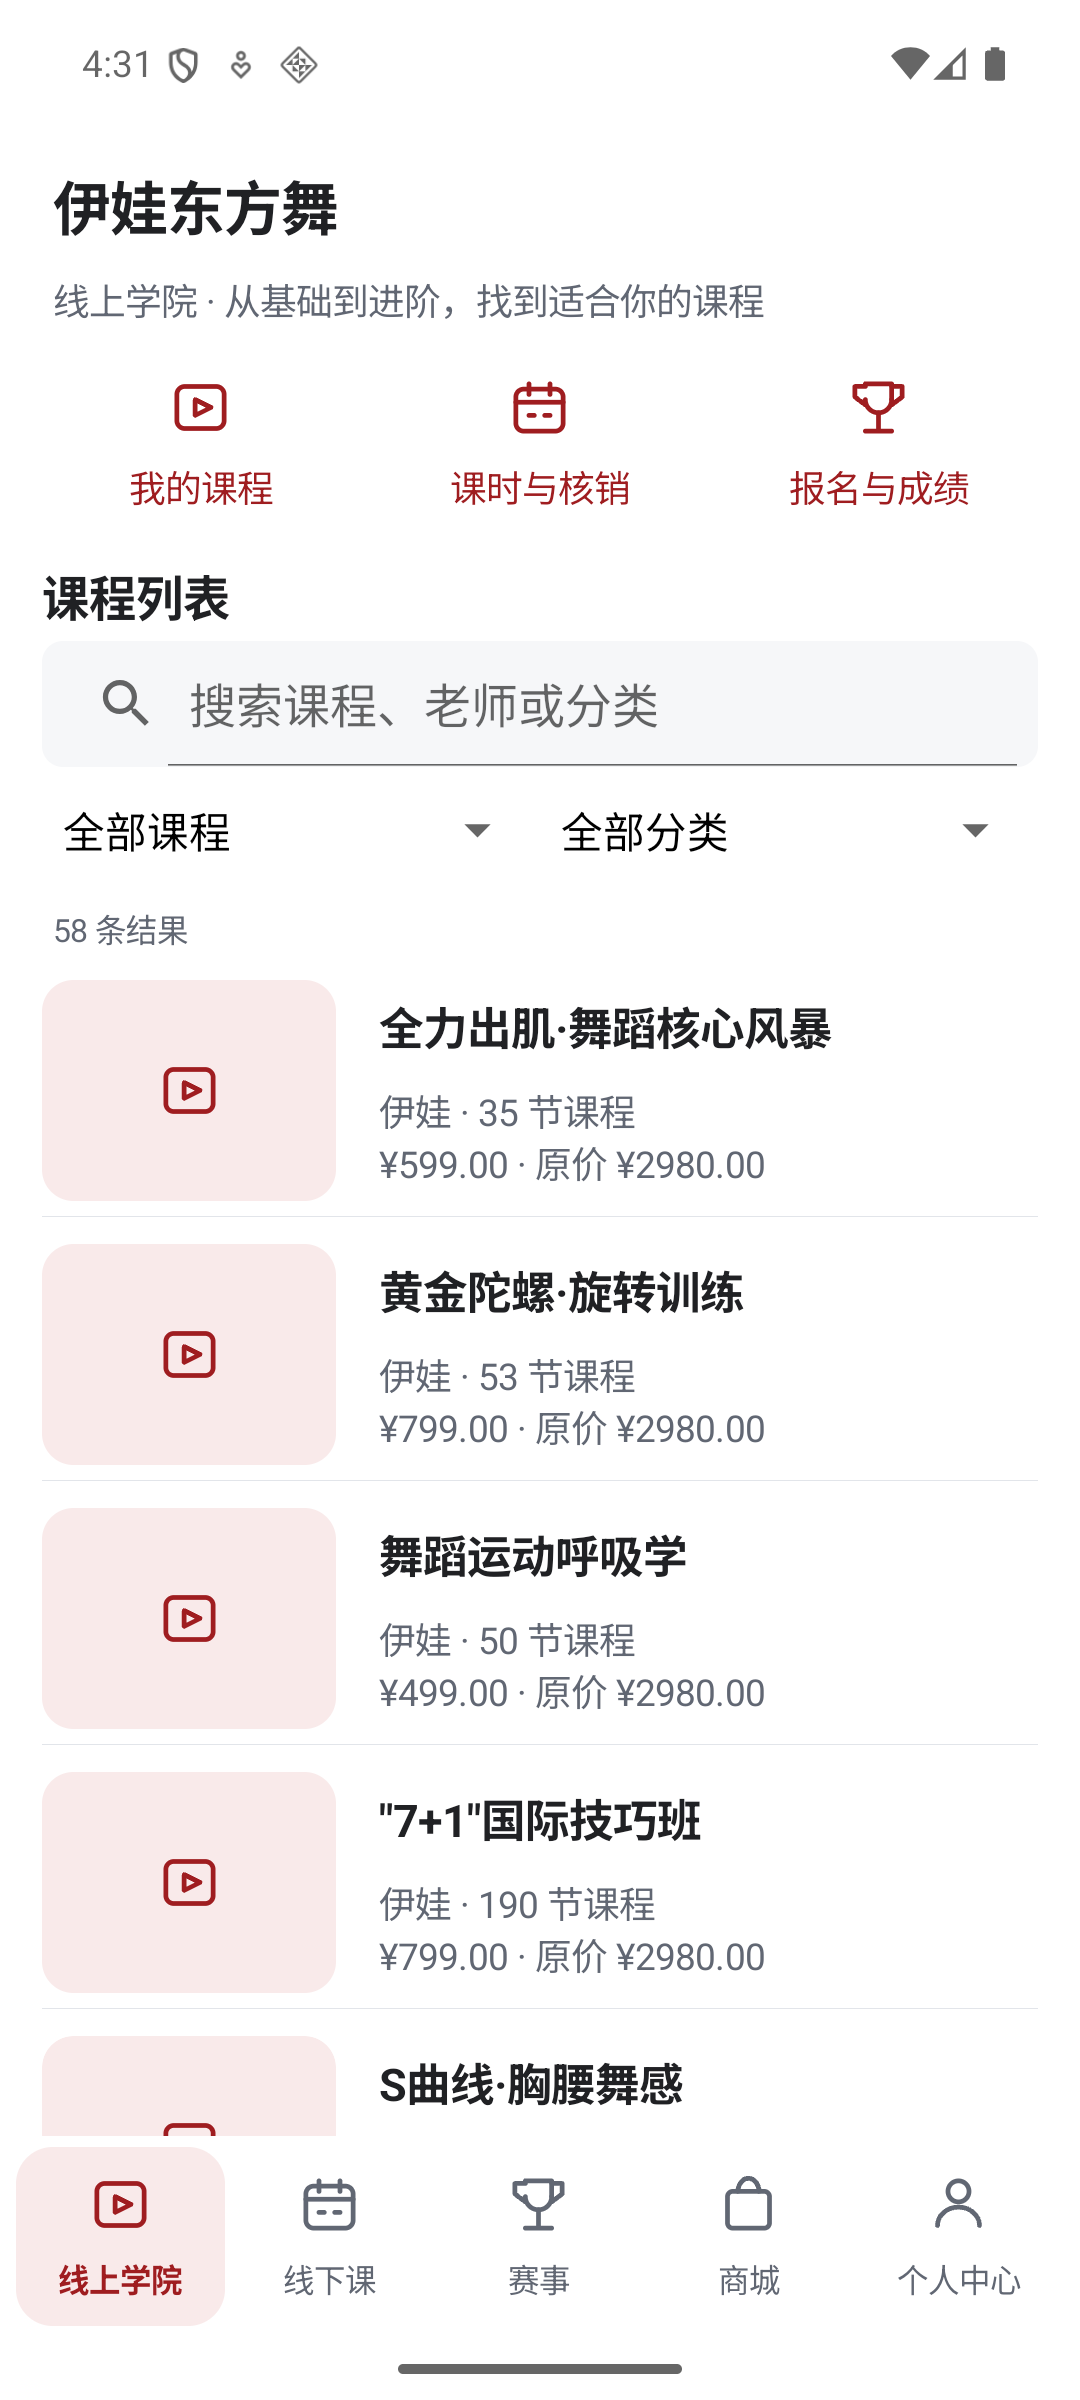 4:31
伊娃东方舞
线上学院 · 从基础到进阶，找到适合你的课程
我的课程
课时与核销
报名与成绩
课程列表
搜索课程、老师或分类
全部课程
全部分类
58 条结果
全力出肌·舞蹈核心风暴
伊娃 · 35 节课程
¥599.00 · 原价 ¥2980.00
黄金陀螺·旋转训练
伊娃 · 53 节课程
¥799.00 · 原价 ¥2980.00
舞蹈运动呼吸学
伊娃 · 50 节课程
¥499.00 · 原价 ¥2980.00
"7+1"国际技巧班
伊娃 · 190 节课程
¥799.00 · 原价 ¥2980.00
S曲线·胸腰舞感
线上学院
线下课
赛事
商城
个人中心